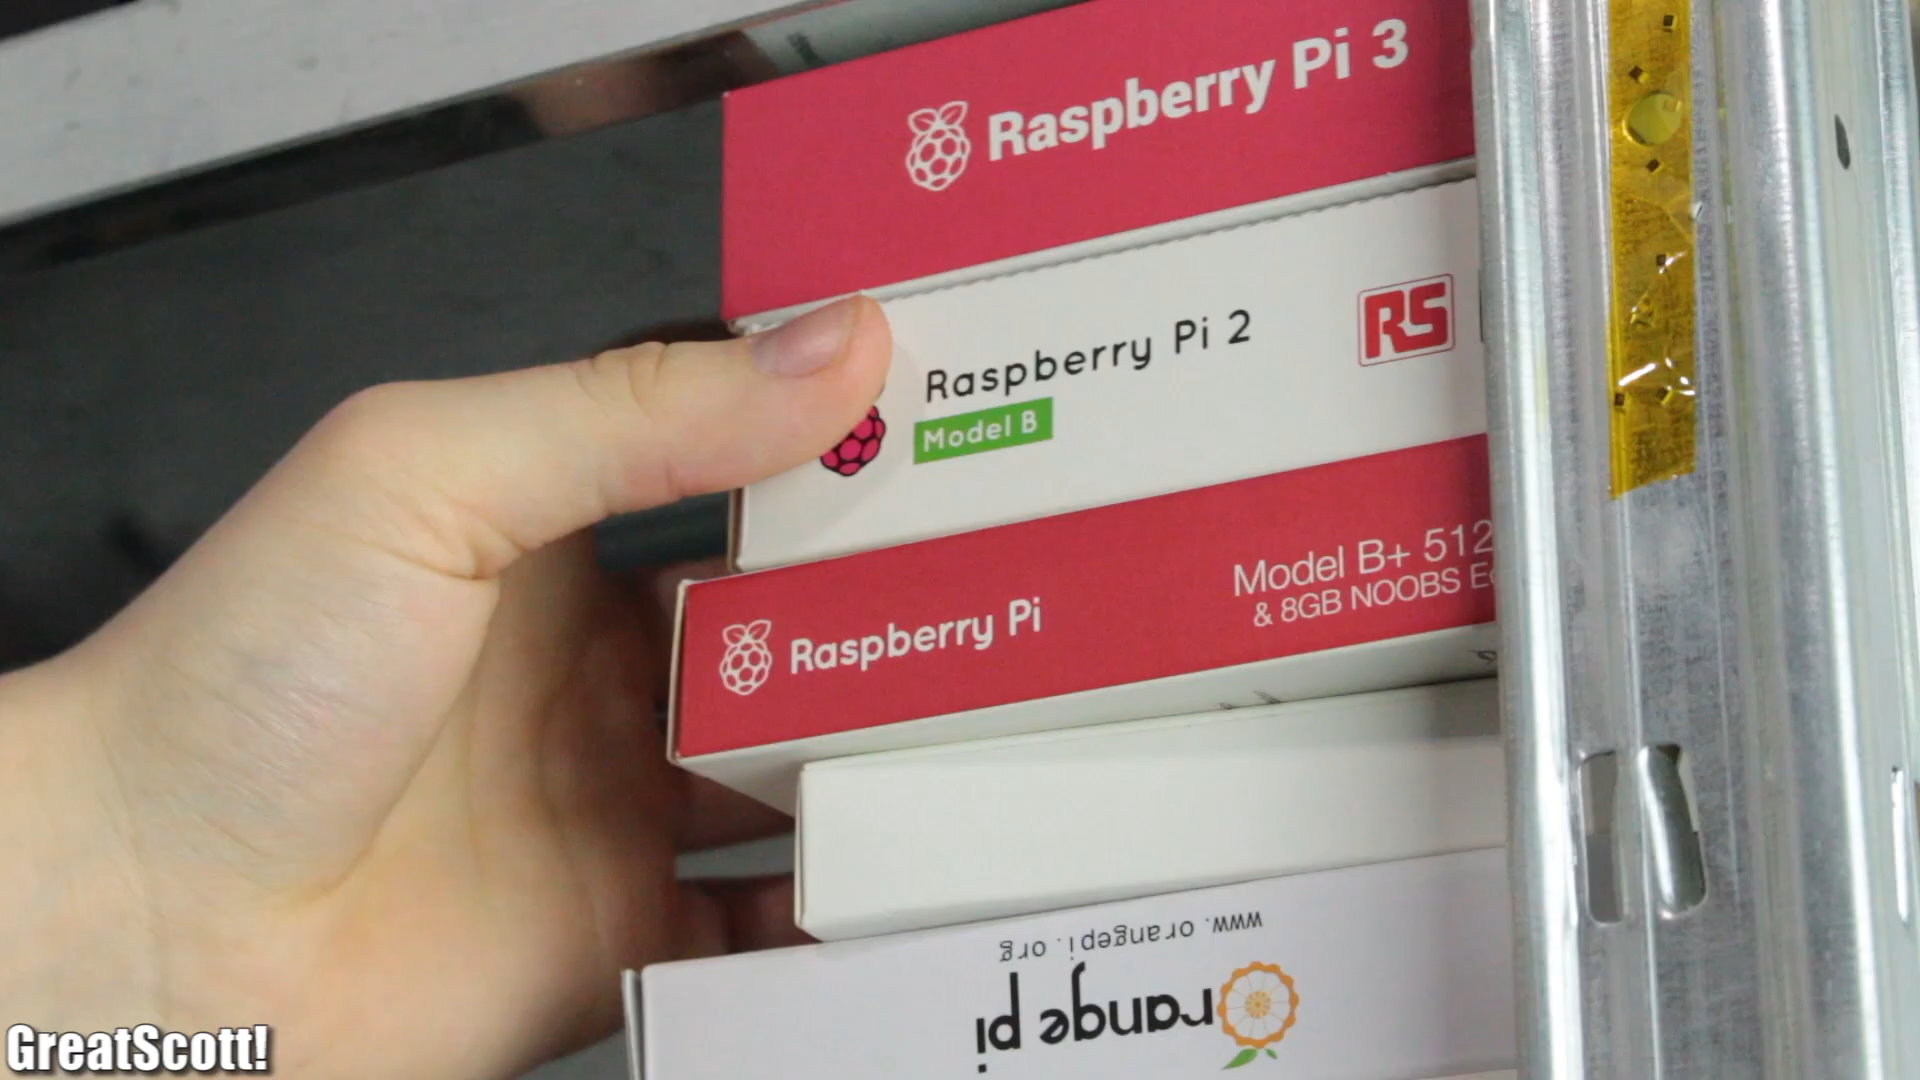 Raspberry Pi 3
Raspberry Pi 2
RS
Model B
Model B+ 512
& 8GB NOOBS
Raspberry Pi
www.orangepi.org
orange pi
GreatScott!